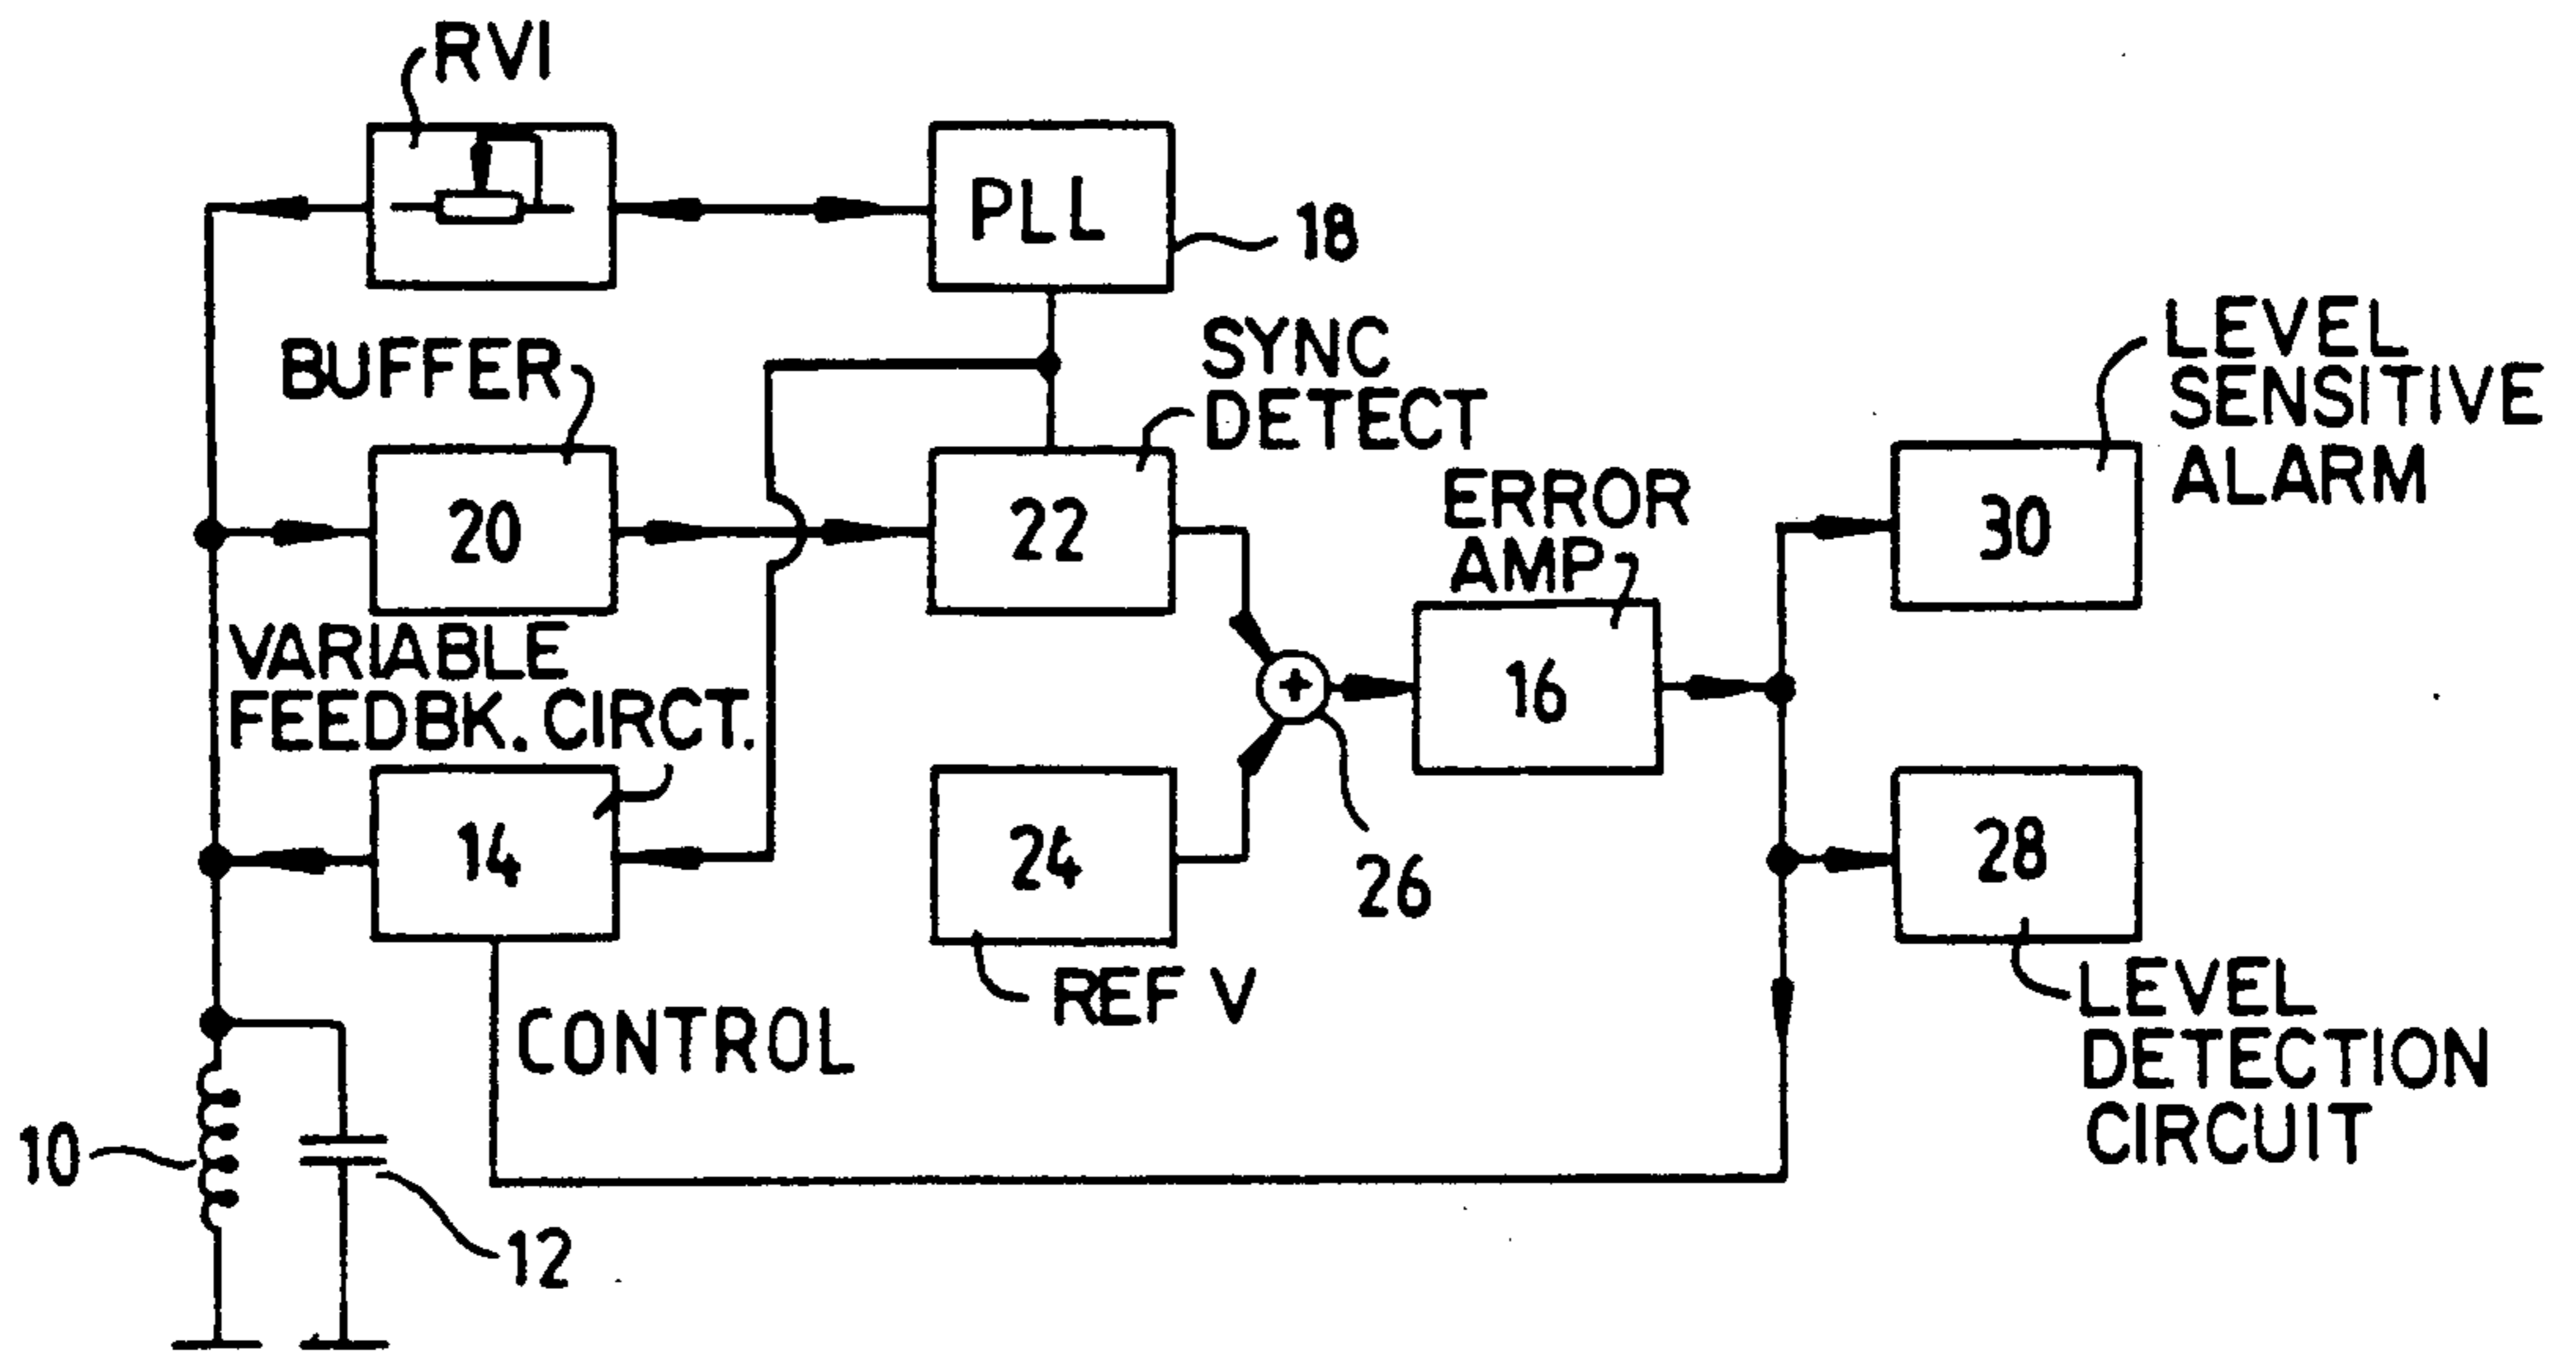 RV1
PLL
18
BUFFER
20
SYNC
DETECT
22
LEVEL
SENSITIVE
ALARM
30
ERROR
AMP
16
VARIABLE
FEEDBK. CIRCT.
14
+
26
24
REF V
28
LEVEL
DETECTION
CIRCUIT
CONTROL
10
12